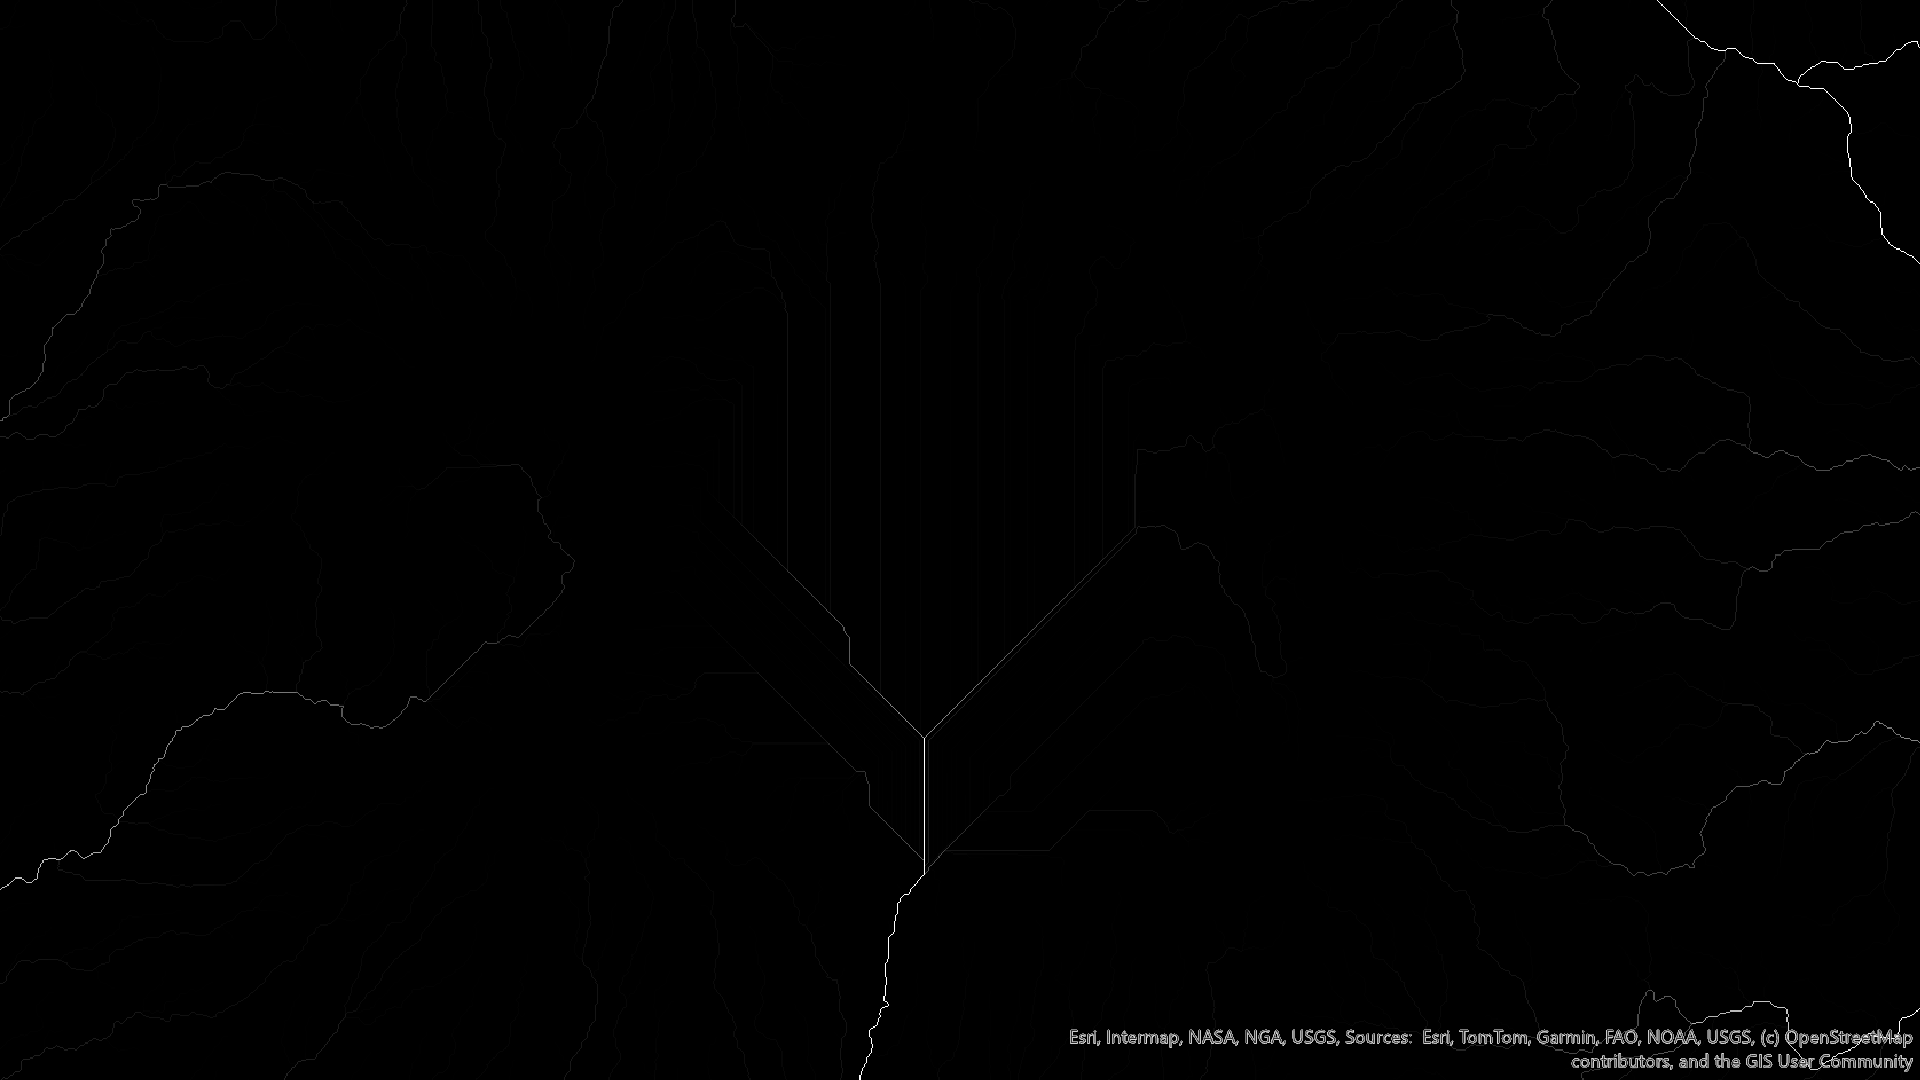 Esri, Intermap, NASA, NGA, USGS, Sources: Esri, TomTom, Garmin, FAO, NOAA, USGS, (c) OpenStreetMap
contributors, and the GIS User Community